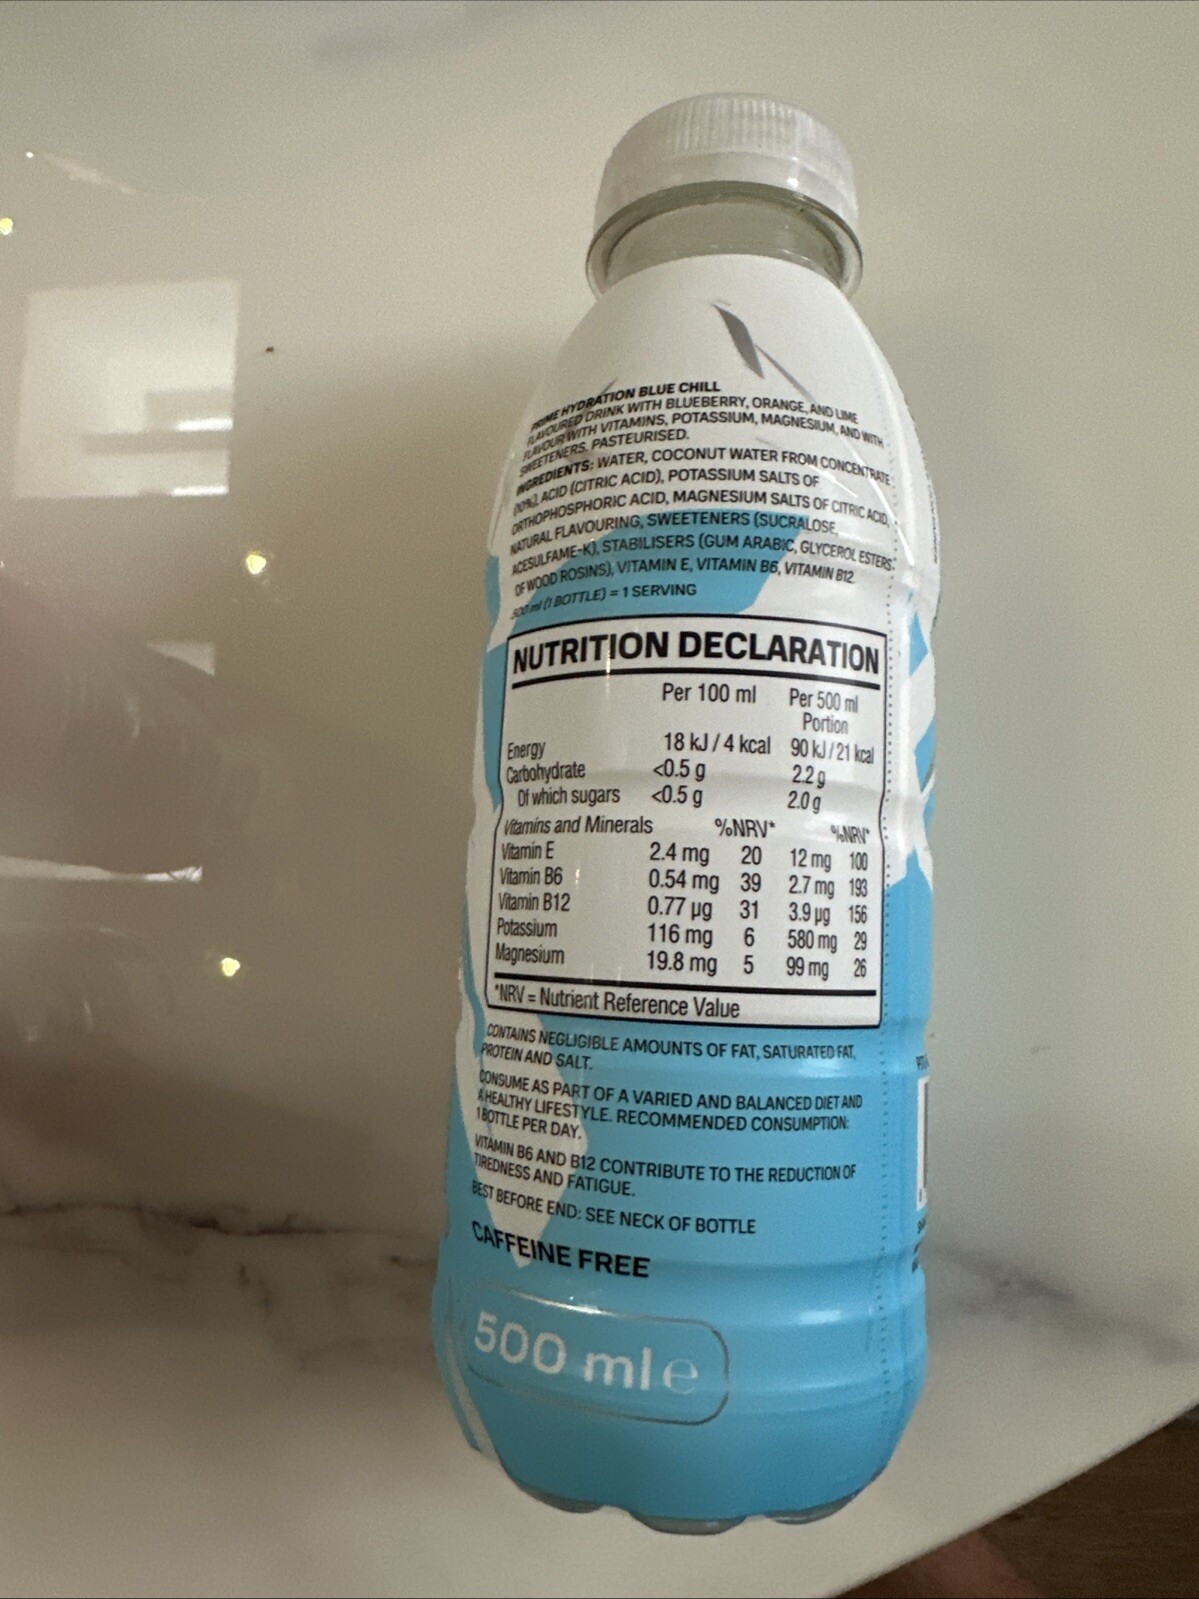 PRIME HYDRATION BLUE CHILL
FLAVOURED DRINK WITH BLUEBERRY, ORANGE, AND LIME
FLAVOUR WITH VITAMINS, POTASSIUM, MAGNESIUM, AND WITH
SWEETENERS. PASTEURISED.
INGREDIENTS: WATER, COCONUT WATER FROM CONCENTRATE
(10%), ACID (CITRIC ACID), POTASSIUM SALTS OF
ORTHOPHOSPHORIC ACID, MAGNESIUM SALTS OF CITRIC ACID,
NATURAL FLAVOURING, SWEETENERS (SUCRALOSE,
ACESULFAME-K), STABILISERS (GUM ARABIC, GLYCEROL ESTERS
OF WOOD ROSINS), VITAMIN E, VITAMIN B6, VITAMIN B12
500 ml (1 BOTTLE) = 1 SERVING
NUTRITION DECLARATION
Per 100 ml Per 500 ml
Portion
Energy 18 kJ / 4 kcal 90 kJ / 21 kcal
Carbohydrate <0.5 g 2.2 g
Of which sugars <0.5 g 2.0 g
Vitamins and Minerals %NRV* %NRV*
Vitamin E 2.4 mg 20 12 mg 100
Vitamin B6 0.54 mg 39 2.7 mg 193
Vitamin B12 0.77 µg 31 3.9 µg 156
Potassium 116 mg 6 580 mg 29
Magnesium 19.8 mg 5 99 mg 26
*NRV = Nutrient Reference Value
CONTAINS NEGLIGIBLE AMOUNTS OF FAT, SATURATED FAT,
PROTEIN AND SALT.
CONSUME AS PART OF A VARIED AND BALANCED DIET AND
A HEALTHY LIFESTYLE. RECOMMENDED CONSUMPTION:
1 BOTTLE PER DAY.
VITAMIN B6 AND B12 CONTRIBUTE TO THE REDUCTION OF
TIREDNESS AND FATIGUE.
BEST BEFORE END: SEE NECK OF BOTTLE
CAFFEINE FREE
500 ml e